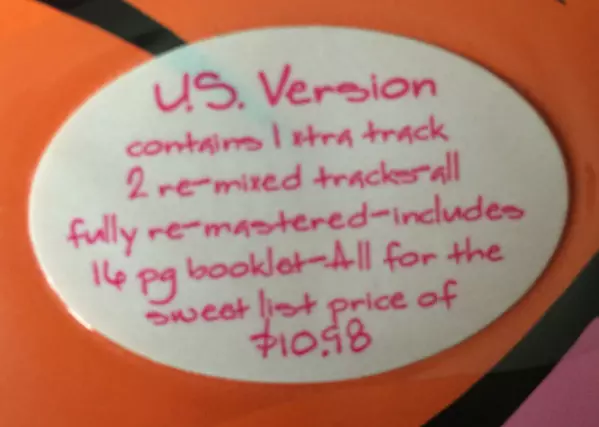 U.S. Version
contains 1 xtra track
2 re-mixed tracks-all
fully re-mastered-includes
16 pg booklet-All for the
sweet list price of
$10.98